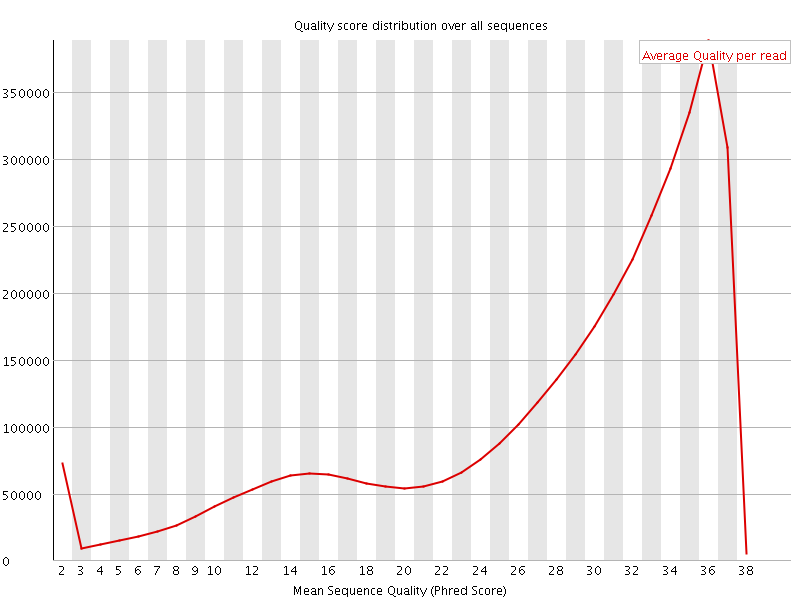 Quality score distribution over all sequences
Average Quality per read
350000
300000
250000
200000
150000
100000
50000
0
2 3 4 5 6 7 8 9 10 12 14 16 18 20 22 24 26 28 30 32 34 36 38
Mean Sequence Quality (Phred Score)